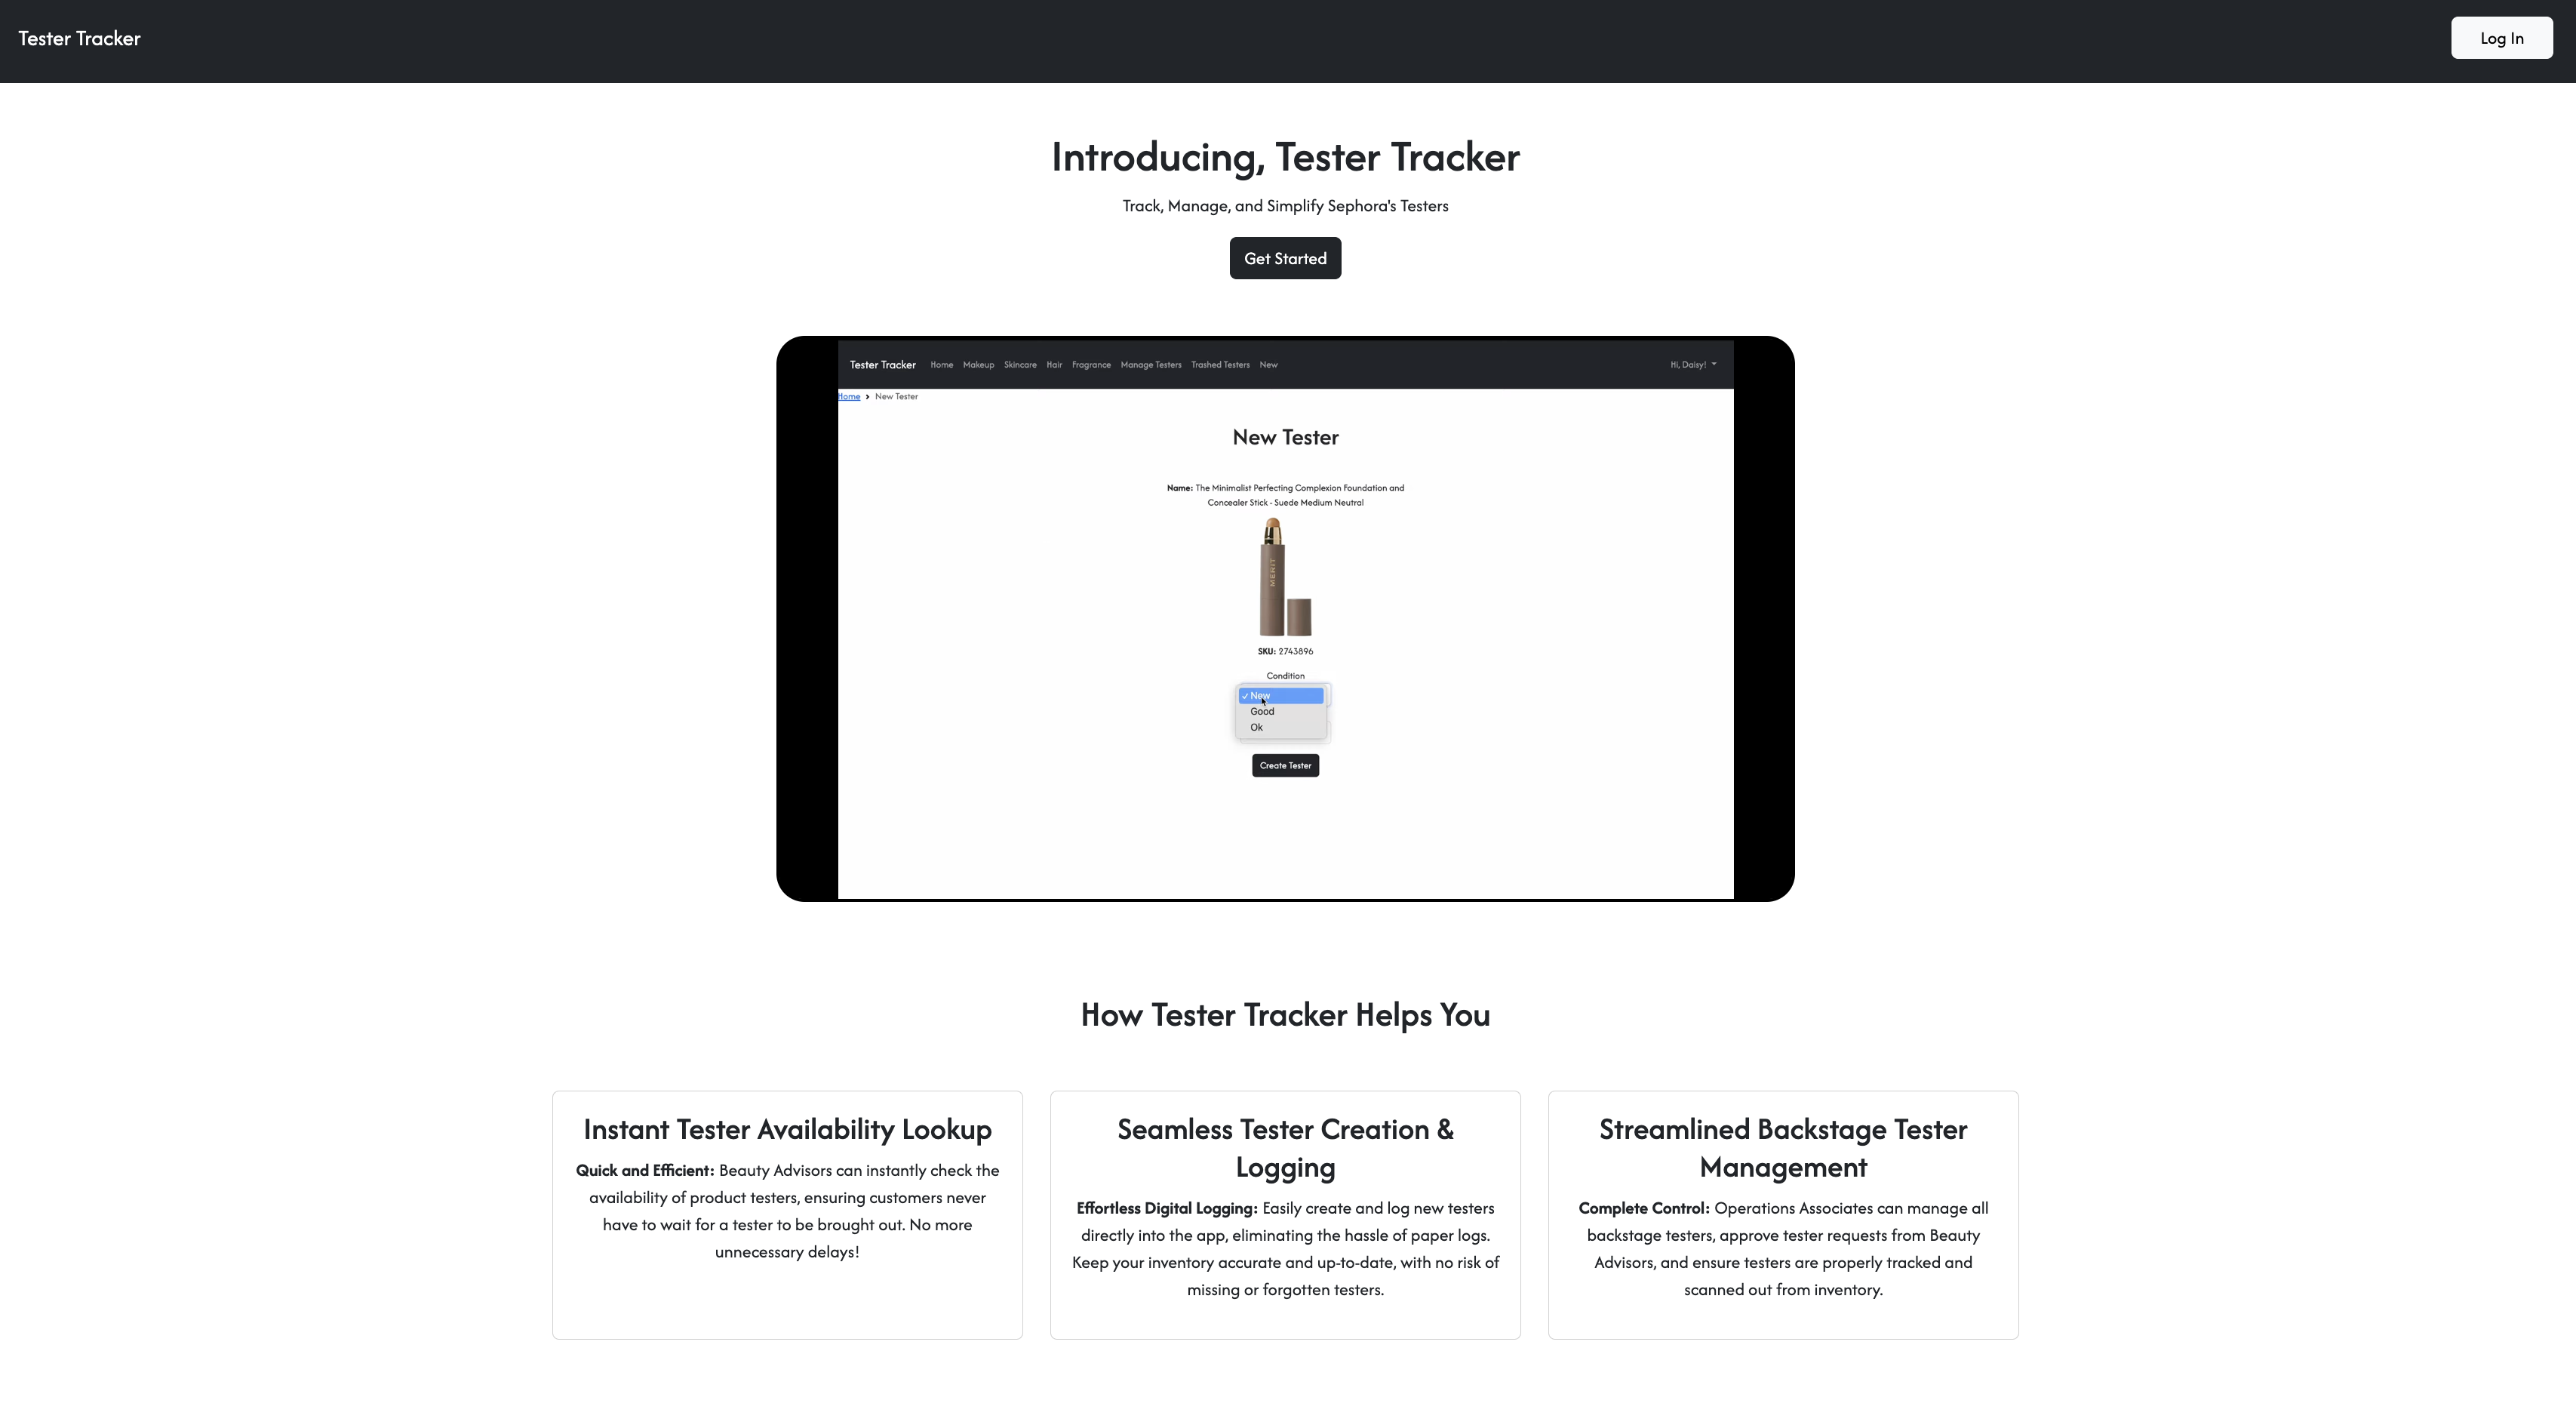 Tester Tracker
Log In
Introducing, Tester Tracker
Track, Manage, and Simplify Sephora's Testers
Get Started
Tester Tracker Home Makeup Skincare Hair Fragrance Manage Testers Trashed Testers New Hi, Daisy!
Home › New Tester
New Tester
Name: The Minimalist Perfecting Complexion Foundation and
Concealer Stick - Suede Medium Neutral
MERIT
SKU: 2743896
Condition
✓ New
Good
Ok
Create Tester
How Tester Tracker Helps You
Instant Tester Availability Lookup
Quick and Efficient: Beauty Advisors can instantly check the
availability of product testers, ensuring customers never
have to wait for a tester to be brought out. No more
unnecessary delays!
Seamless Tester Creation &
Logging
Effortless Digital Logging: Easily create and log new testers
directly into the app, eliminating the hassle of paper logs.
Keep your inventory accurate and up-to-date, with no risk of
missing or forgotten testers.
Streamlined Backstage Tester
Management
Complete Control: Operations Associates can manage all
backstage testers, approve tester requests from Beauty
Advisors, and ensure testers are properly tracked and
scanned out from inventory.